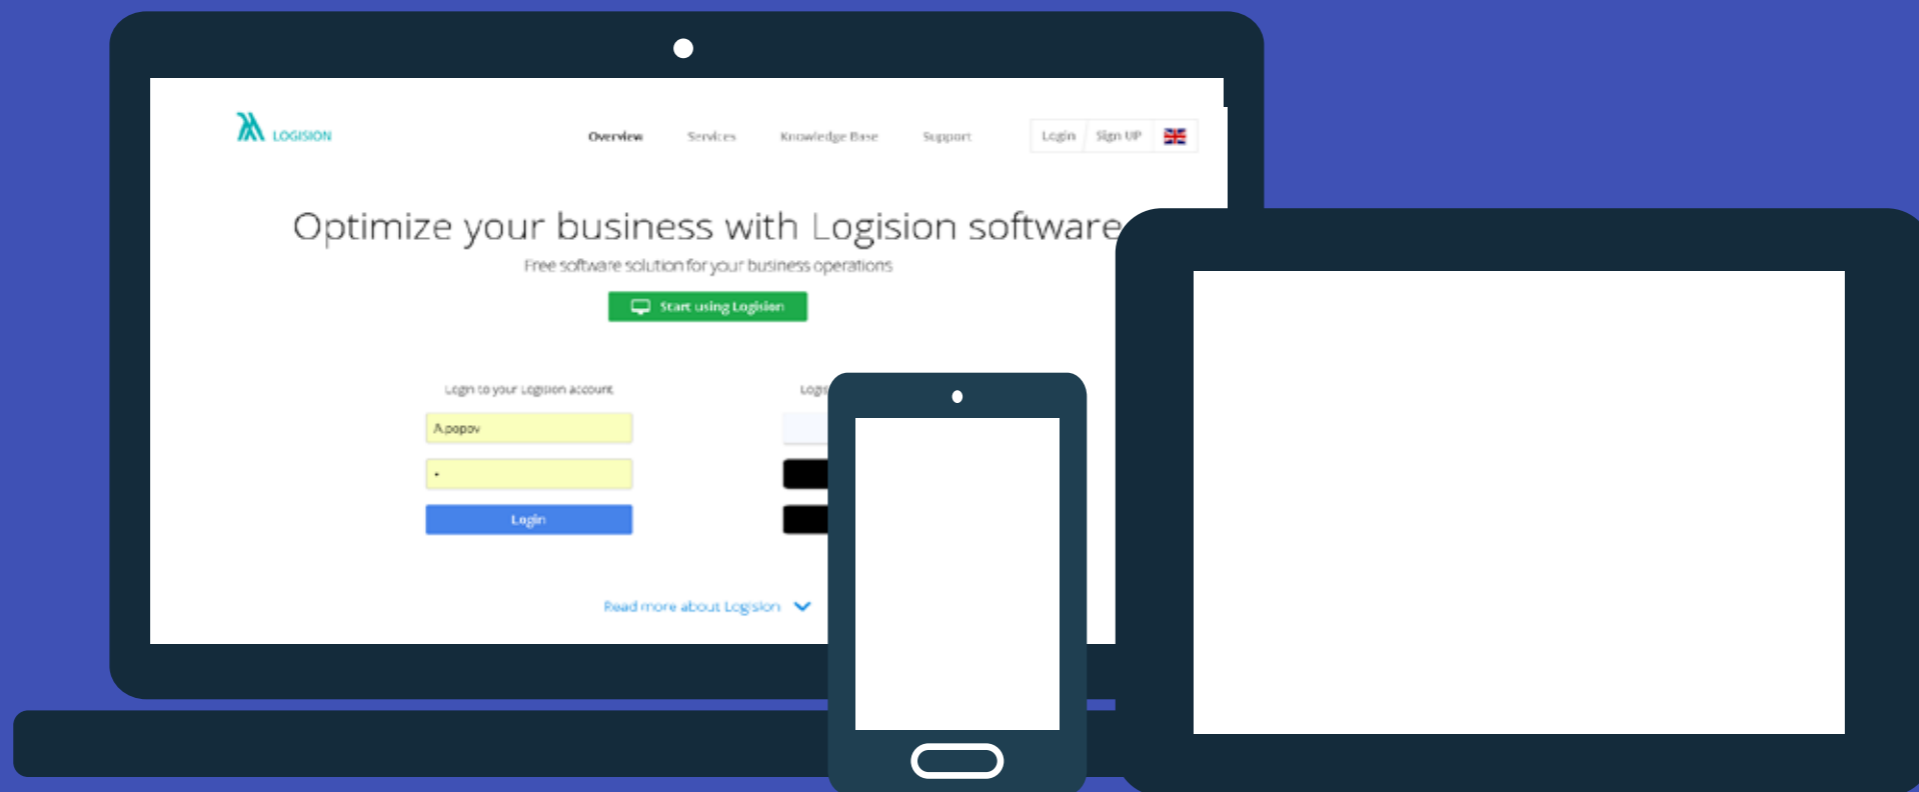 LOGISION
Overview Services Knowledge Base Support Login Sign UP
Optimize your business with Logision software
Free software solution for your business operations
Start using Logision
Login to your Logision account
Logis
A.popov
Login
Read more about Logision